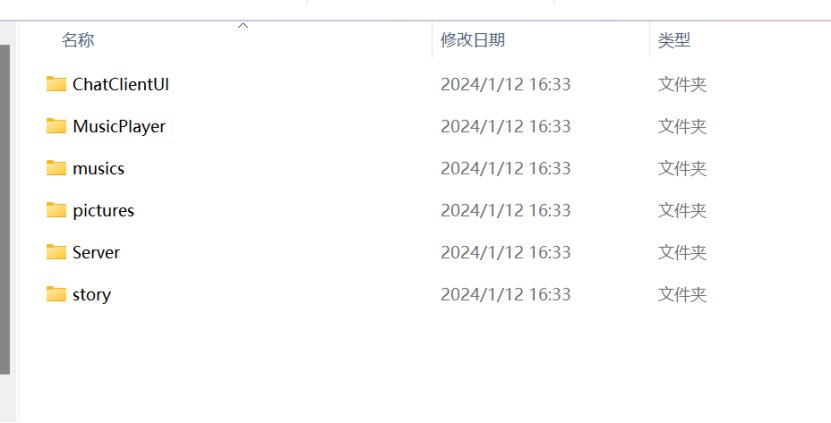 名称 修改日期 类型
ChatClientUI 2024/1/12 16:33 文件夹
MusicPlayer 2024/1/12 16:33 文件夹
musics 2024/1/12 16:33 文件夹
pictures 2024/1/12 16:33 文件夹
Server 2024/1/12 16:33 文件夹
story 2024/1/12 16:33 文件夹